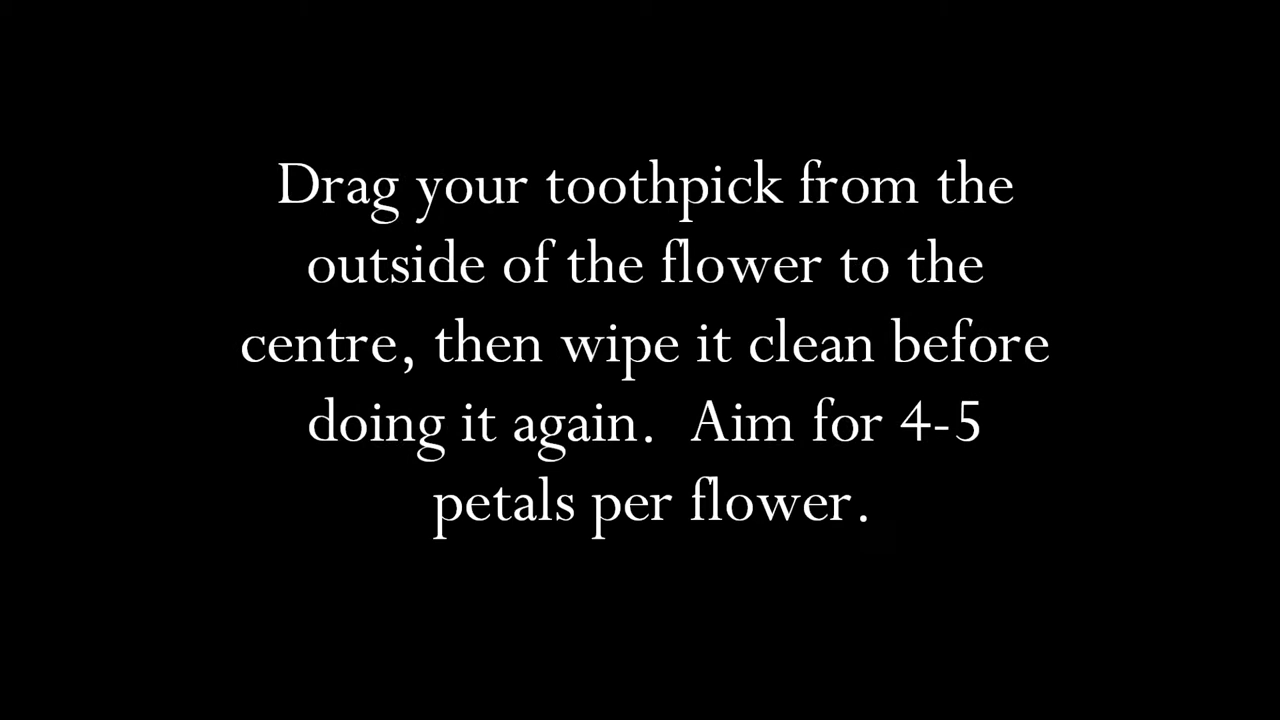 Drag your toothpick from the
outside of the flower to the
centre, then wipe it clean before
doing it again.  Aim for 4-5
petals per flower.